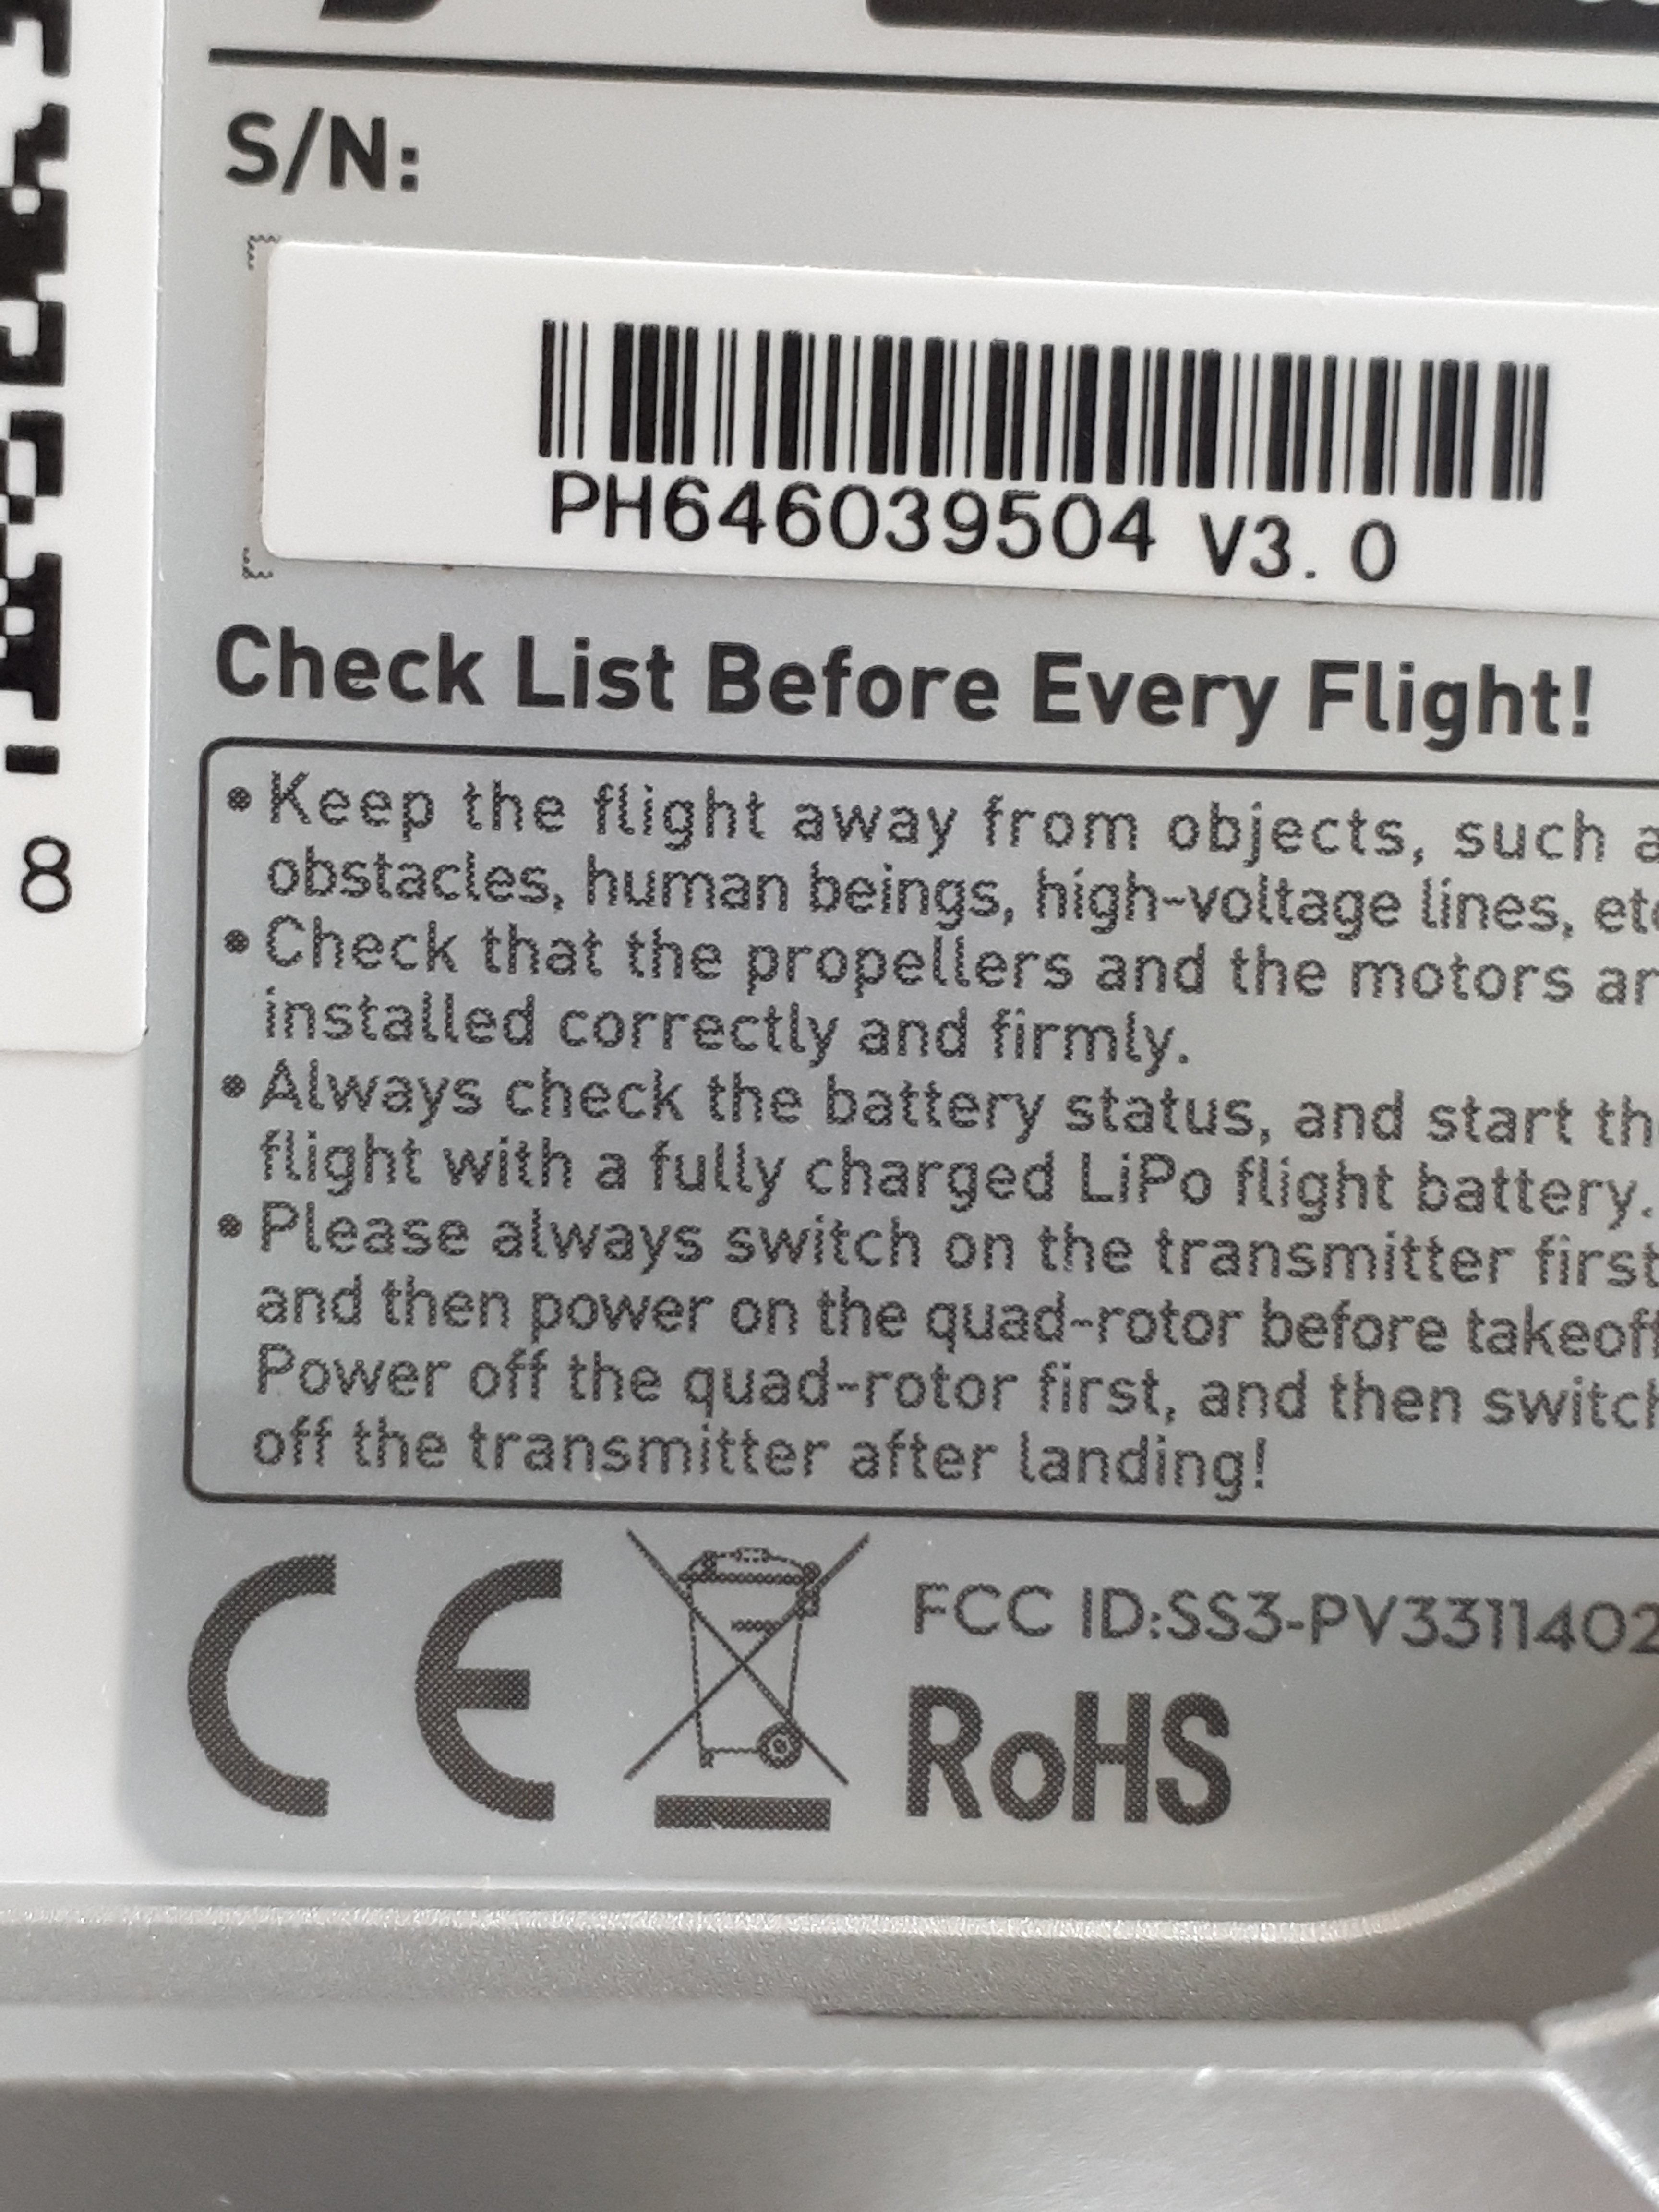 S/N:
PH646039504 V3.0
Check List Before Every Flight!
• Keep the flight away from objects, such
obstacles, human beings, high-voltage lines,
• Check that the propellers and the motors
installed correctly and firmly.
• Always check the battery status, and start
flight with a fully charged LiPo flight battery.
• Please always switch on the transmitter first
and then power on the quad-rotor before takeoff
Power off the quad-rotor first, and then switch
off the transmitter after landing!
CE
FCC ID:SS3-PV3311402
RoHS
8